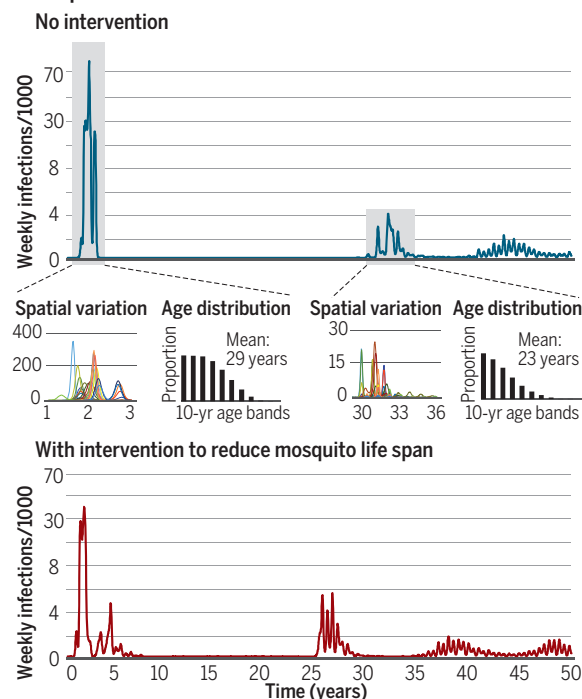 No intervention
Weekly infections/1000
70
30
8
4
0
Spatial variation
Age distribution
Spatial variation
Age distribution
400
200
0
1 2 3
Proportion
Mean:
29 years
10-yr age bands
30
15
0
30 33 36
Proportion
Mean:
23 years
10-yr age bands
With intervention to reduce mosquito life span
Weekly infections/1000
70
30
8
4
0
0 5 10 15 20 25 30 35 40 45 50
Time (years)